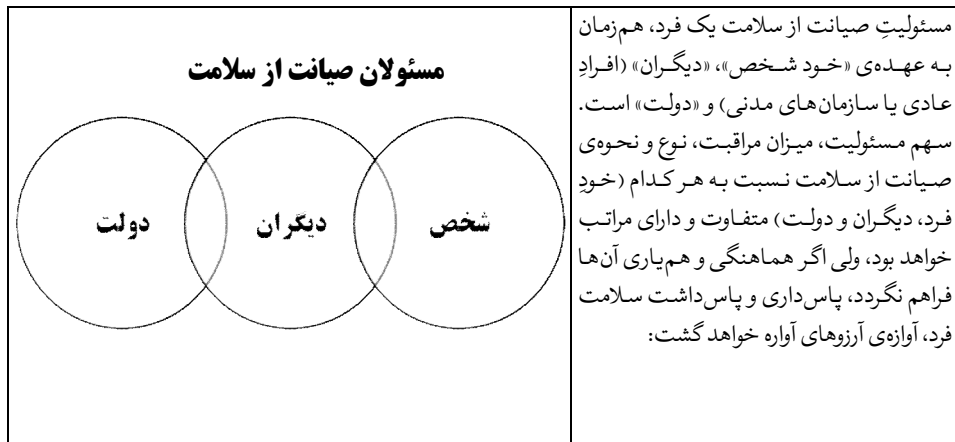 مسئولیتِ صیانت از سلامت یک فرد، هم‌زمان
به عهده‌ی «خود شخص»، «دیگران» (افرادِ
عادی یا سازمان‌های مدنی) و «دولت» است.
سهم مسئولیت، میزان مراقبت، نوع و نحوه‌ی
صیانت از سلامت نسبت به هر کدام (خودِ
فرد، دیگران و دولت) متفاوت و دارای مراتب
خواهد بود، ولی اگر هماهنگی و هم‌یاری آن‌ها
فراهم نگردد، پاس‌داری و پاس‌داشت سلامت
فرد، آوازه‌ی آرزوهای آواره خواهد گشت:
مسئولان صیانت از سلامت
شخص
دیگران
دولت